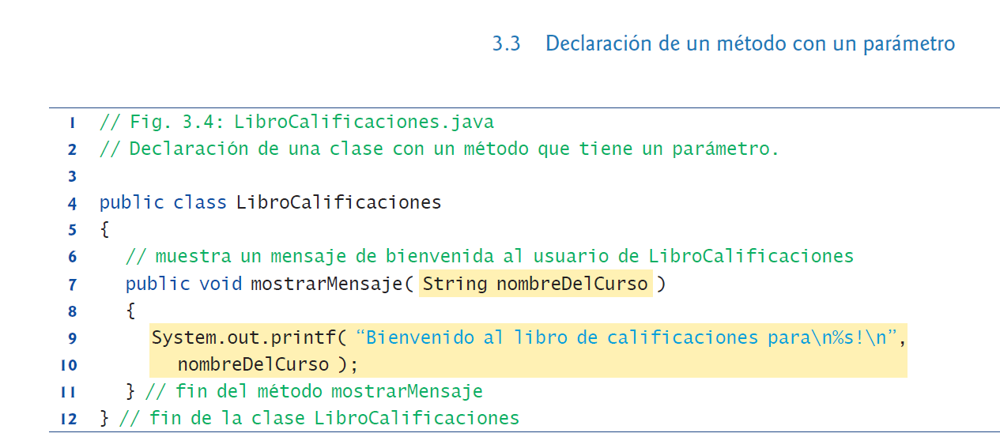 3.3 Declaración de un método con un parámetro
1 // Fig. 3.4: LibroCalificaciones.java
2 // Declaración de una clase con un método que tiene un parámetro.
3
4 public class LibroCalificaciones
5 {
6 // muestra un mensaje de bienvenida al usuario de LibroCalificaciones
7 public void mostrarMensaje( String nombreDelCurso )
8 {
9 System.out.printf( “Bienvenido al libro de calificaciones para\n%s!\n”,
10 nombreDelCurso );
11 } // fin del método mostrarMensaje
12 } // fin de la clase LibroCalificaciones